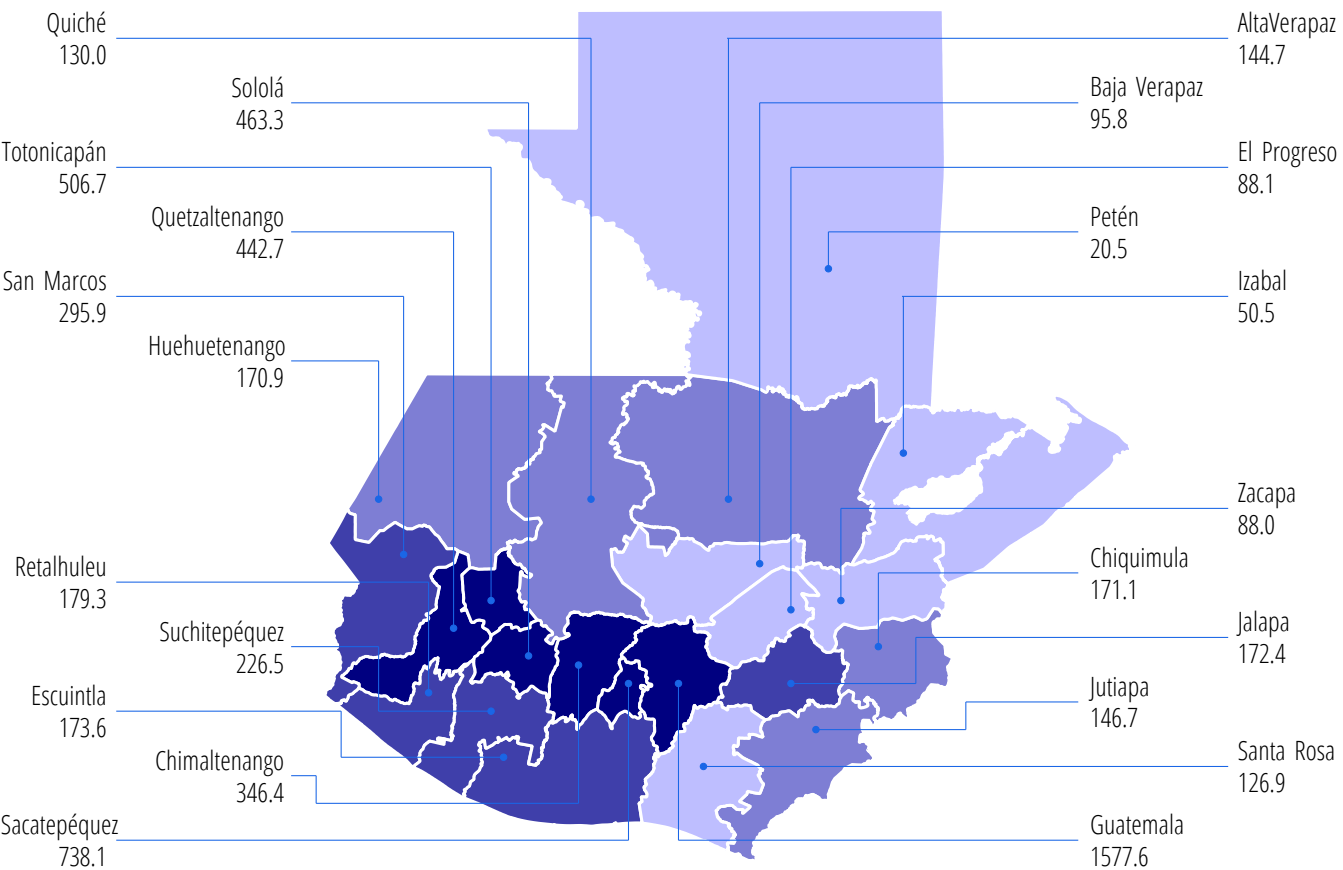 Quiché
130.0
Sololá
463.3
Totonicapán
506.7
Quetzaltenango
442.7
San Marcos
295.9
Huehuetenango
170.9
Retalhuleu
179.3
Suchitepéquez
226.5
Escuintla
173.6
Chimaltenango
346.4
Sacatepéquez
738.1
AltaVerapaz
144.7
Baja Verapaz
95.8
El Progreso
88.1
Petén
20.5
Izabal
50.5
Zacapa
88.0
Chiquimula
171.1
Jalapa
172.4
Jutiapa
146.7
Santa Rosa
126.9
Guatemala
1577.6